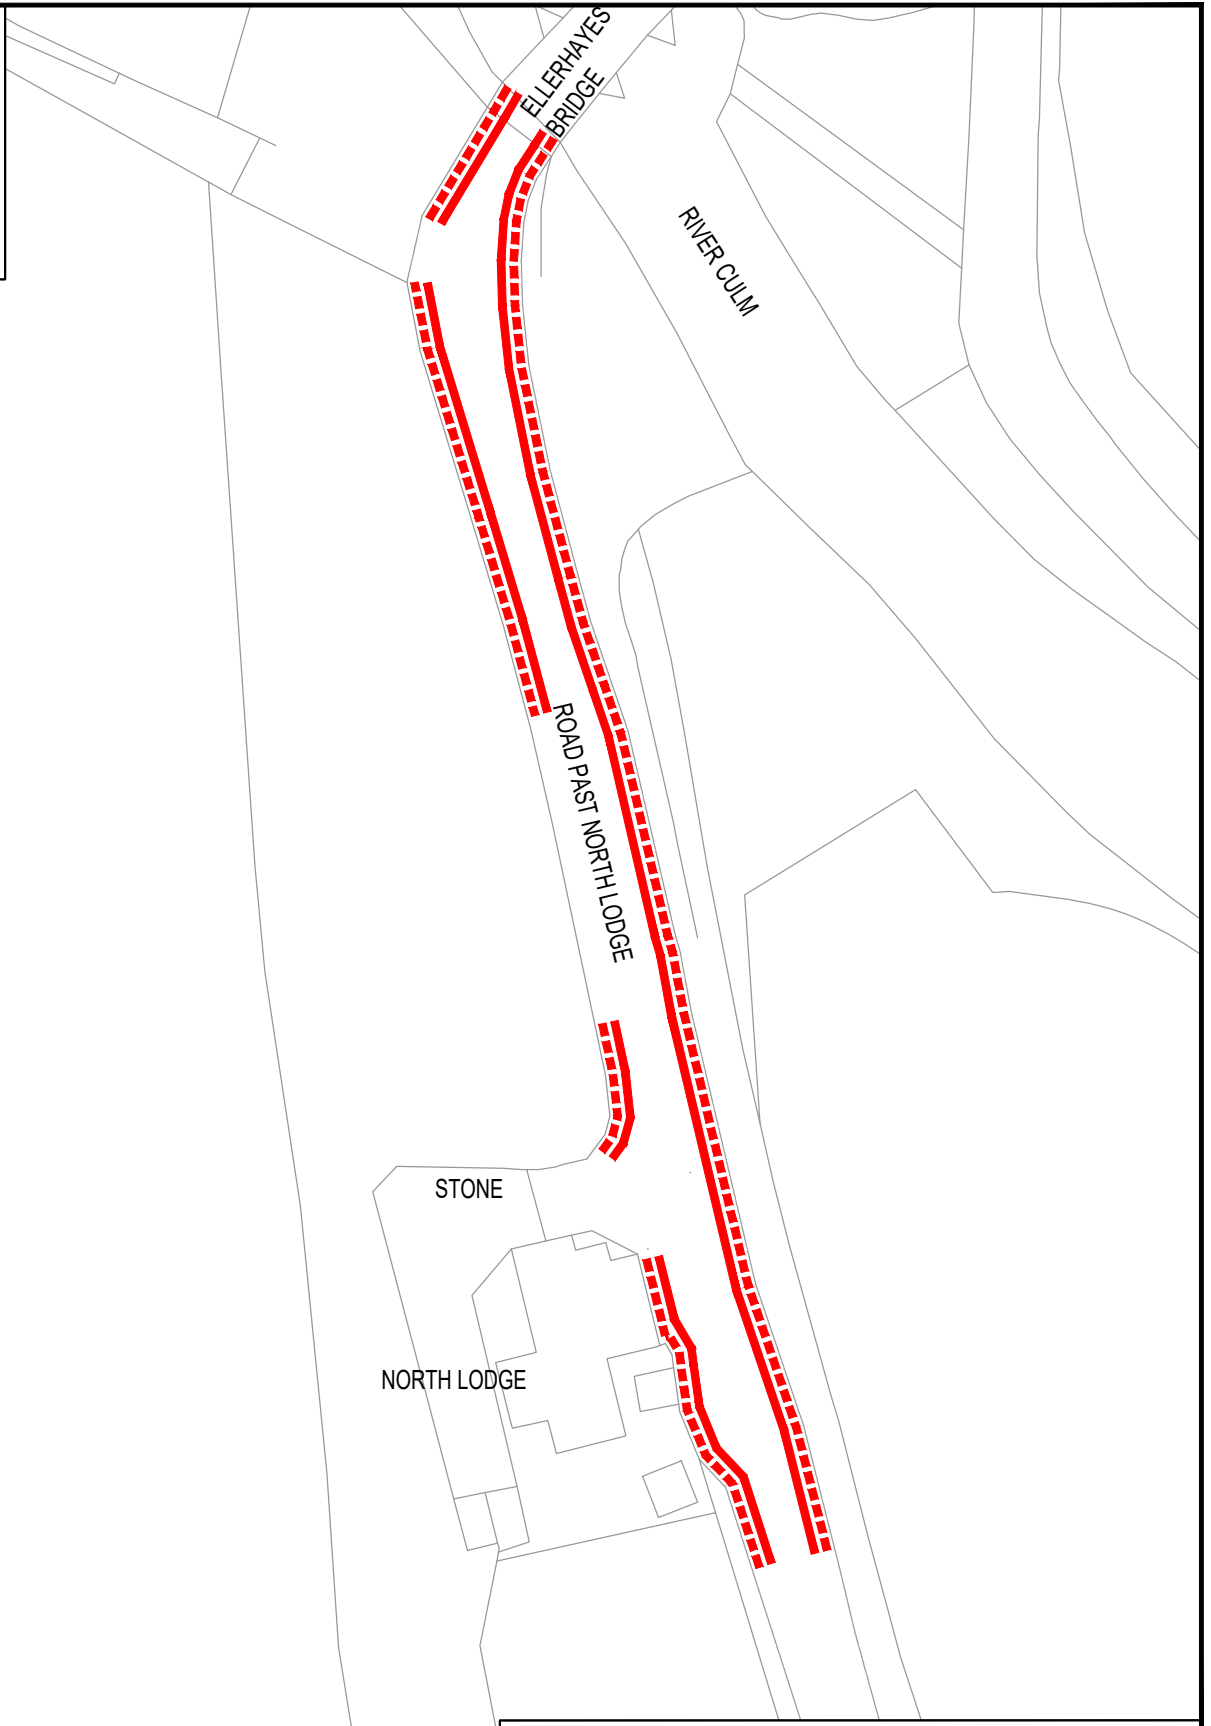 ELLERHAYES
BRIDGE
RIVER CULM
ROAD PAST NORTH LODGE
STONE
NORTH LODGE